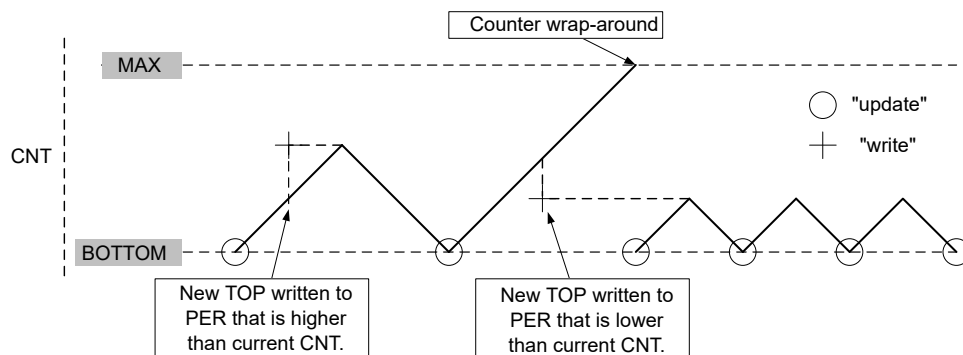 Counter wrap-around
MAX
"update"
"write"
CNT
BOTTOM
New TOP written to
PER that is higher
than current CNT.
New TOP written to
PER that is lower
than current CNT.